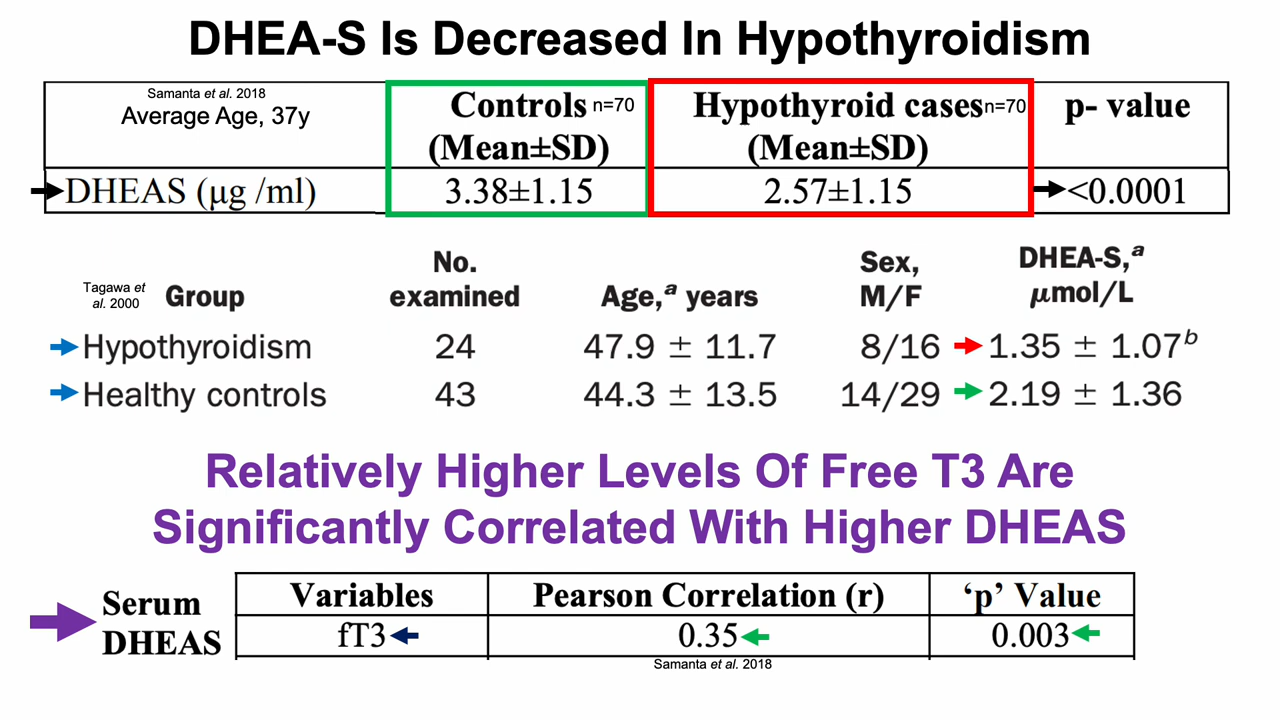 DHEA-S Is Decreased In Hypothyroidism
Samanta et al. 2018
Average Age, 37y
Controls n=70
(Mean±SD)
Hypothyroid cases n=70
(Mean±SD)
p- value
DHEAS (µg /ml) 3.38±1.15 2.57±1.15 <0.0001
Tagawa et
al. 2000
Group
No.
examined
Age,a years
Sex,
M/F
DHEA-S,a
µmol/L
Hypothyroidism 24 47.9 ± 11.7 8/16 1.35 ± 1.07b
Healthy controls 43 44.3 ± 13.5 14/29 2.19 ± 1.36
Relatively Higher Levels Of Free T3 Are
Significantly Correlated With Higher DHEAS
Serum
DHEAS
Variables Pearson Correlation (r) ‘p’ Value
fT3 0.35 0.003
Samanta et al. 2018